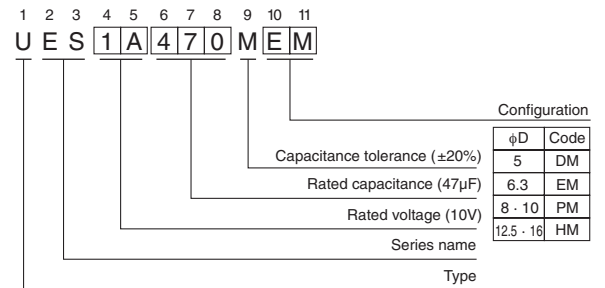 1 2 3 4 5 6 7 8 9 10 11
U E S 1 A 4 7 0 M E M
Configuration
φD Code
5 DM
6.3 EM
8 · 10 PM
12.5 · 16 HM
Capacitance tolerance (±20%)
Rated capacitance (47µF)
Rated voltage (10V)
Series name
Type